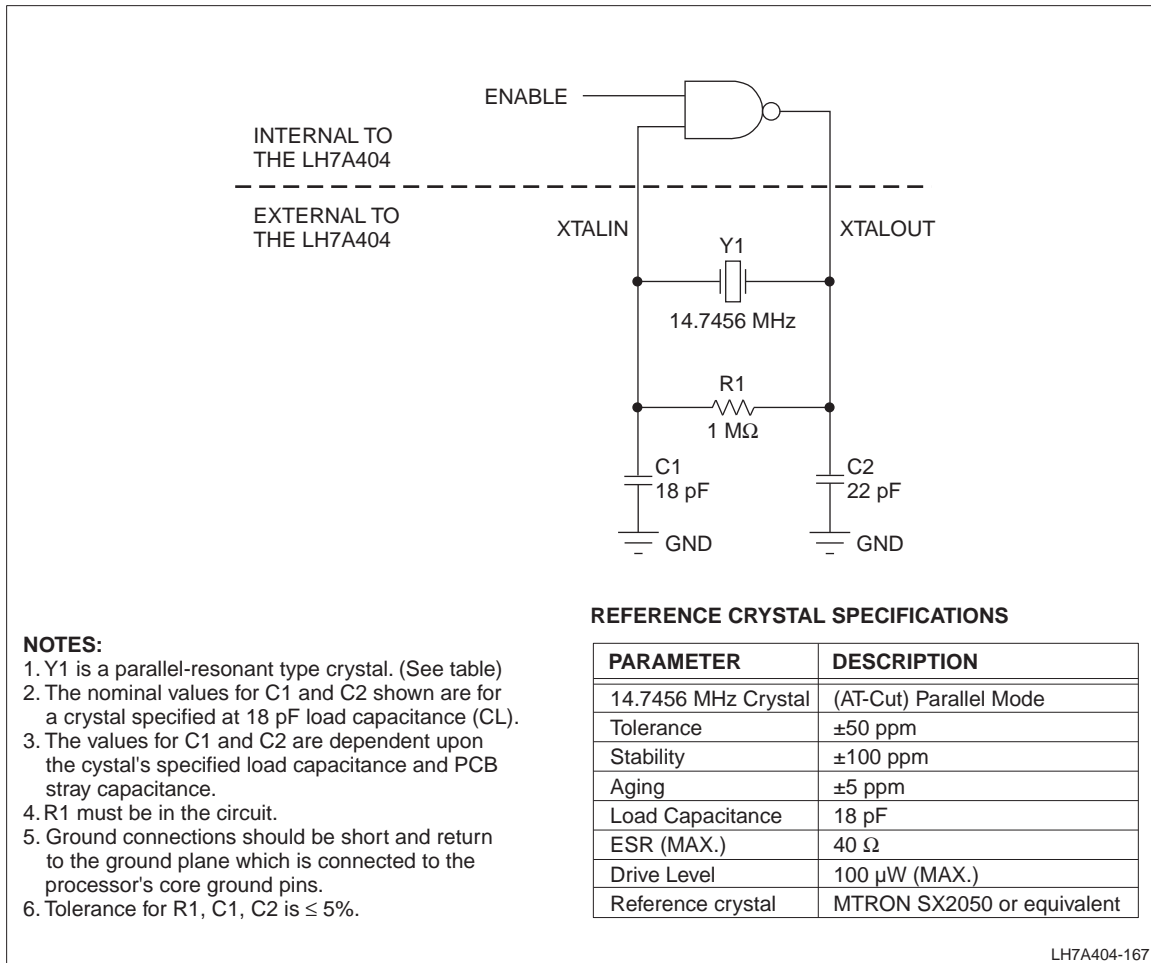 ENABLE
INTERNAL TO
THE LH7A404
EXTERNAL TO
THE LH7A404
XTALIN
XTALOUT
Y1
14.7456 MHz
R1
1 MΩ
C1
18 pF
C2
22 pF
GND
GND
NOTES:
1. Y1 is a parallel-resonant type crystal. (See table)
2. The nominal values for C1 and C2 shown are for
a crystal specified at 18 pF load capacitance (CL).
3. The values for C1 and C2 are dependent upon
the cystal's specified load capacitance and PCB
stray capacitance.
4. R1 must be in the circuit.
5. Ground connections should be short and return
to the ground plane which is connected to the
processor's core ground pins.
6. Tolerance for R1, C1, C2 is ≤ 5%.
REFERENCE CRYSTAL SPECIFICATIONS
PARAMETER DESCRIPTION
14.7456 MHz Crystal (AT-Cut) Parallel Mode
Tolerance ±50 ppm
Stability ±100 ppm
Aging ±5 ppm
Load Capacitance 18 pF
ESR (MAX.) 40 Ω
Drive Level 100 µW (MAX.)
Reference crystal MTRON SX2050 or equivalent
LH7A404-167